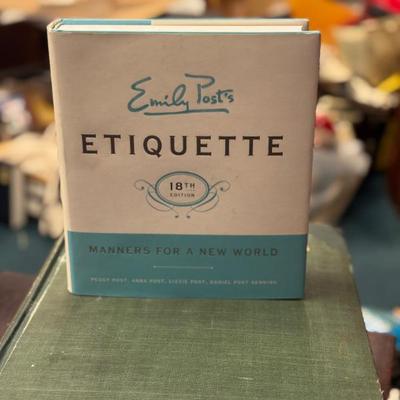 Emily Post's
ETIQUETTE
18TH
EDITION
MANNERS FOR A NEW WORLD
PEGGY POST, ANNA POST, LIZZIE POST, DANIEL POST SENNING